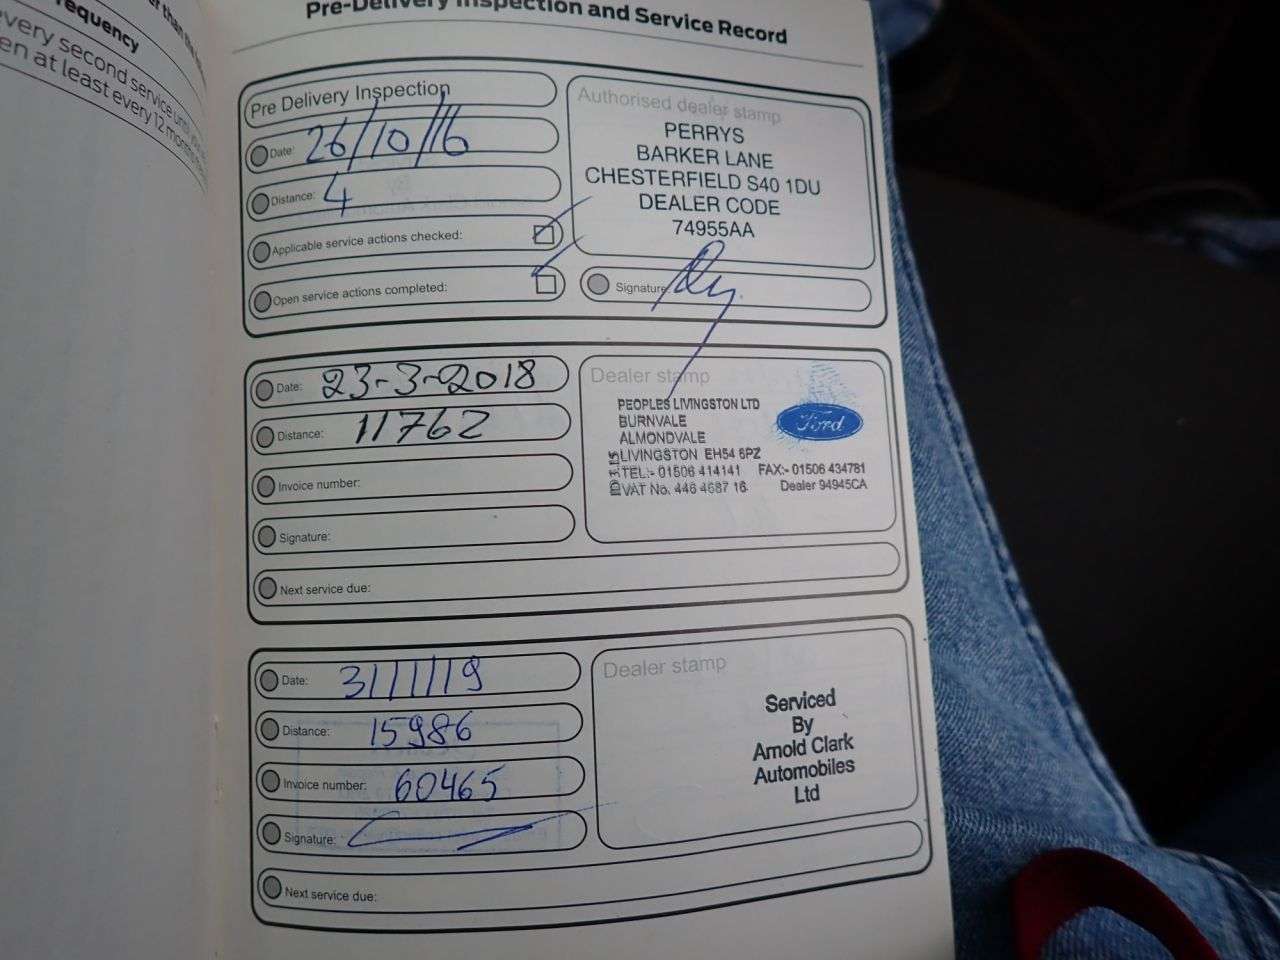 requency
very second service until
en at least every 12 months
Pre-Delivery Inspection and Service Record
Pre Delivery Inspection
Date: 26/10/16
Distance: 4
Applicable service actions checked:
Open service actions completed:
Authorised dealer stamp
PERRYS
BARKER LANE
CHESTERFIELD S40 1DU
DEALER CODE
74955AA
Signature:
Date: 23-3-2018
Distance: 11762
Invoice number:
Signature:
Next service due:
Dealer stamp
PEOPLES LIVINGSTON LTD
BURNVALE
ALMONDVALE
LIVINGSTON EH54 6PZ
TEL:- 01506 414141 FAX:- 01506 434781
VAT No. 446 4687 16 Dealer 94945CA
Ford
Date: 31/1/19
Distance: 15986
Invoice number: 60465
Signature:
Next service due:
Dealer stamp
Serviced
By
Arnold Clark
Automobiles
Ltd